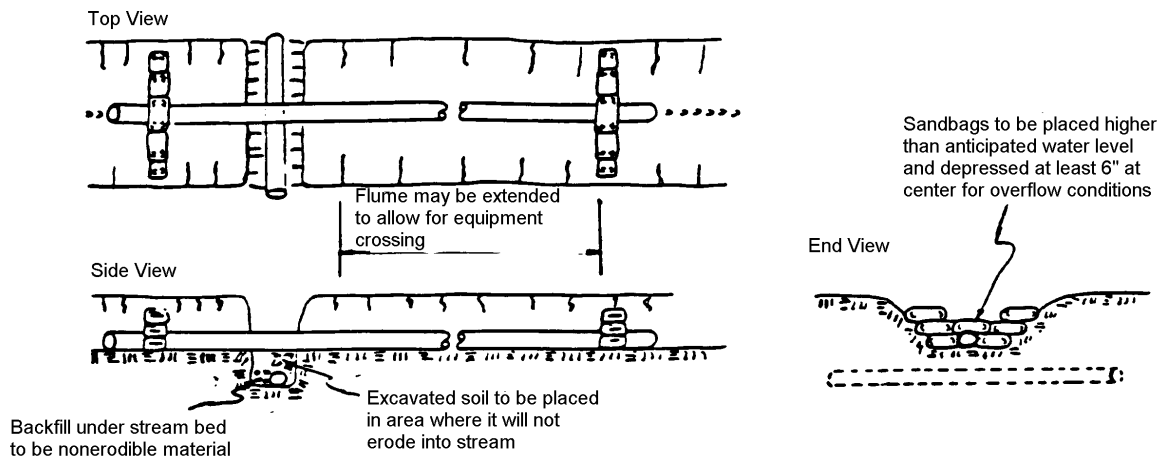 Top View
Flume may be extended
to allow for equipment
crossing
Side View
Backfill under stream bed
to be nonerodible material
Excavated soil to be placed
in area where it will not
erode into stream
Sandbags to be placed higher
than anticipated water level
and depressed at least 6" at
center for overflow conditions
End View